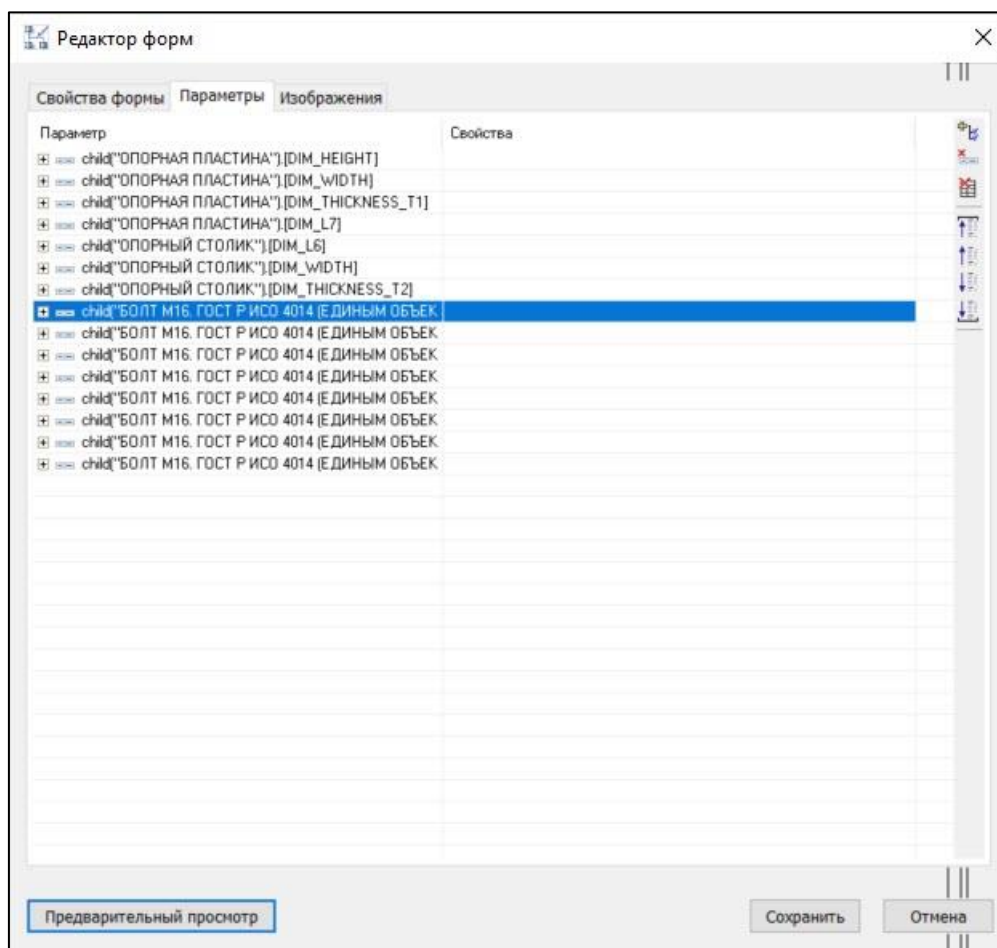 Редактор форм
Свойства формы Параметры Изображения
Параметр Свойства
child("ОПОРНАЯ ПЛАСТИНА").[DIM_HEIGHT]
child("ОПОРНАЯ ПЛАСТИНА").[DIM_WIDTH]
child("ОПОРНАЯ ПЛАСТИНА").[DIM_THICKNESS_T1]
child("ОПОРНАЯ ПЛАСТИНА").[DIM_L7]
child("ОПОРНЫЙ СТОЛИК").[DIM_L6]
child("ОПОРНЫЙ СТОЛИК").[DIM_WIDTH]
child("ОПОРНЫЙ СТОЛИК").[DIM_THICKNESS_T2]
child("БОЛТ М16. ГОСТ Р ИСО 4014 (ЕДИНЫМ ОБЪЕК
child("БОЛТ М16. ГОСТ Р ИСО 4014 (ЕДИНЫМ ОБЪЕК
child("БОЛТ М16. ГОСТ Р ИСО 4014 (ЕДИНЫМ ОБЪЕК
child("БОЛТ М16. ГОСТ Р ИСО 4014 (ЕДИНЫМ ОБЪЕК
child("БОЛТ М16. ГОСТ Р ИСО 4014 (ЕДИНЫМ ОБЪЕК
child("БОЛТ М16. ГОСТ Р ИСО 4014 (ЕДИНЫМ ОБЪЕК
child("БОЛТ М16. ГОСТ Р ИСО 4014 (ЕДИНЫМ ОБЪЕК
child("БОЛТ М16. ГОСТ Р ИСО 4014 (ЕДИНЫМ ОБЪЕК
Предварительный просмотр Сохранить Отмена